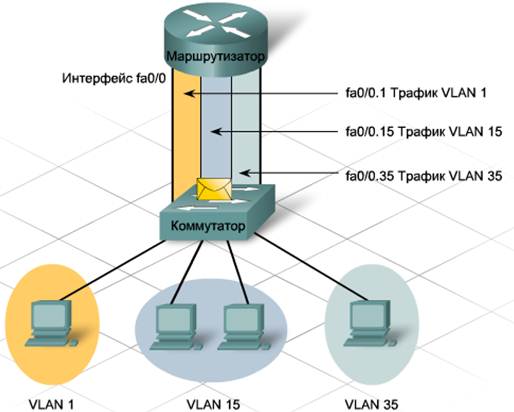 Маршрутизатор
Интерфейс fa0/0
fa0/0.1 Трафик VLAN 1
fa0/0.15 Трафик VLAN 15
fa0/0.35 Трафик VLAN 35
Коммутатор
VLAN 1
VLAN 15
VLAN 35